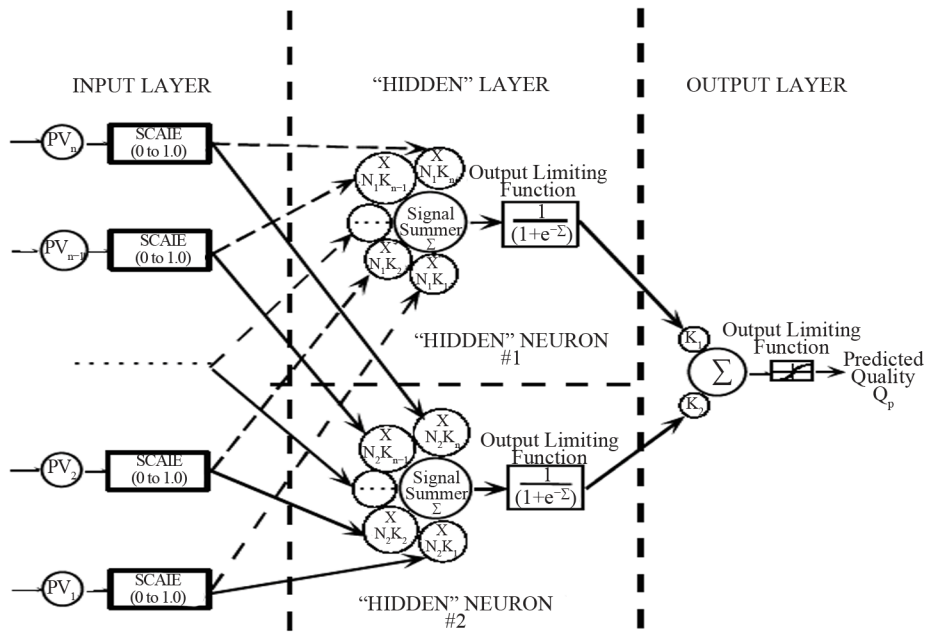 INPUT LAYER
“HIDDEN” LAYER
OUTPUT LAYER
PVₙ
SCAIE
(0 to 1.0)
PVₙ₋₁
SCAIE
(0 to 1.0)
PV₂
SCAIE
(0 to 1.0)
PV₁
SCAIE
(0 to 1.0)
X
N₁Kₙ₋₁
X
N₁Kₙ
Signal
Summer
Σ
X
N₁K₂
X
N₁K₁
Output Limiting
Function
1
(1+e^–Σ)
“HIDDEN” NEURON
#1
X
N₂Kₙ₋₁
X
N₂Kₙ
Signal
Summer
Σ
X
N₂K₂
X
N₂K₁
Output Limiting
Function
1
(1+e^–Σ)
“HIDDEN” NEURON
#2
K₁
Σ
K₂
Output Limiting
Function
Predicted
Quality
Qₚ